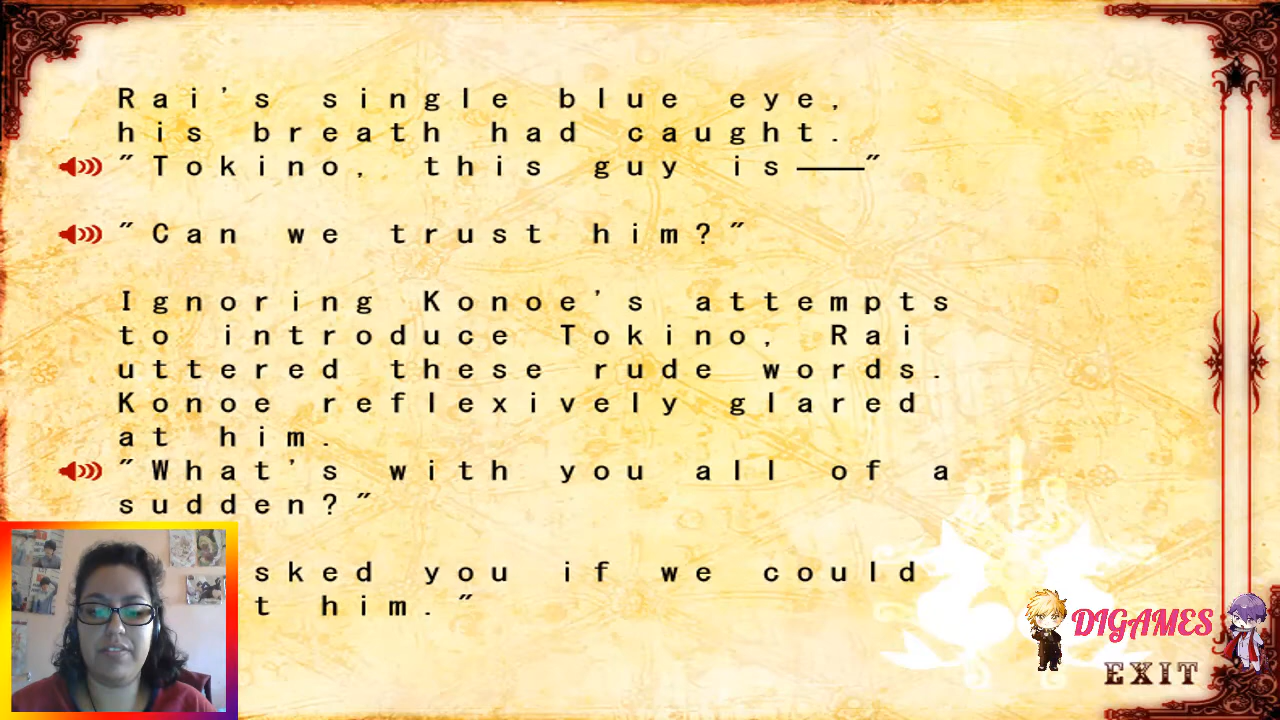 Rai's single blue eye,
his breath had caught.
"Tokino, this guy is——"
"Can we trust him?"
Ignoring Konoe's attempts
to introduce Tokino, Rai
uttered these rude words.
Konoe reflexively glared
at him.
"What's with you all of a
sudden?"
sked you if we could
t him."
DIGAMES
EXIT